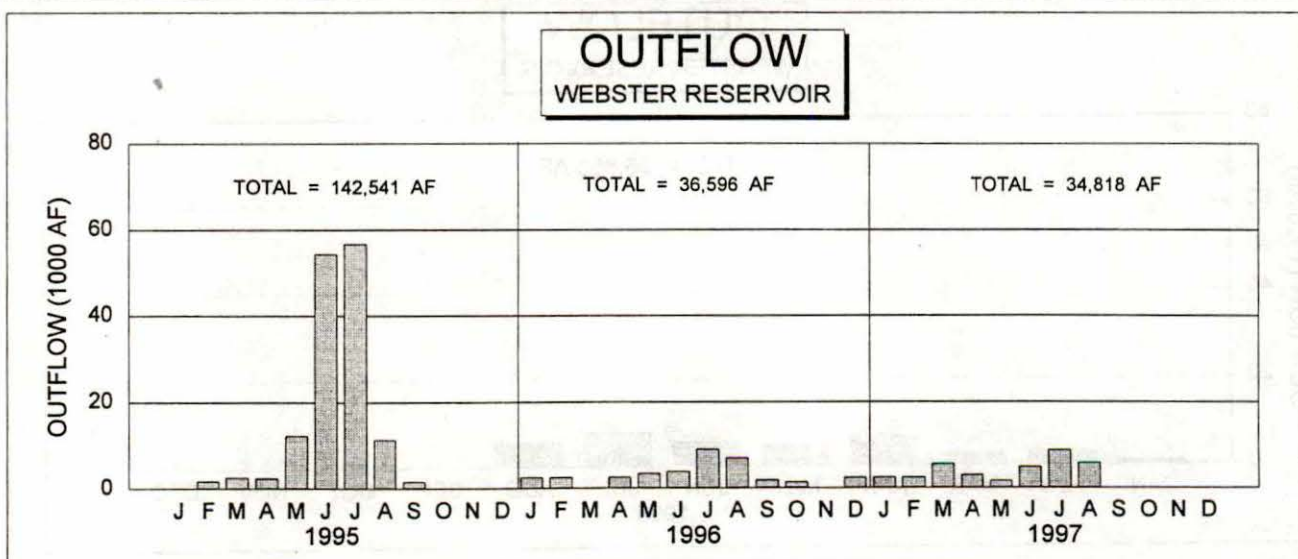 OUTFLOW
WEBSTER RESERVOIR
OUTFLOW (1000 AF)
80
60
40
20
0
TOTAL = 142,541 AF
TOTAL = 36,596 AF
TOTAL = 34,818 AF
J F M A M J J A S O N D J F M A M J J A S O N D J F M A M J J A S O N D
1995 1996 1997